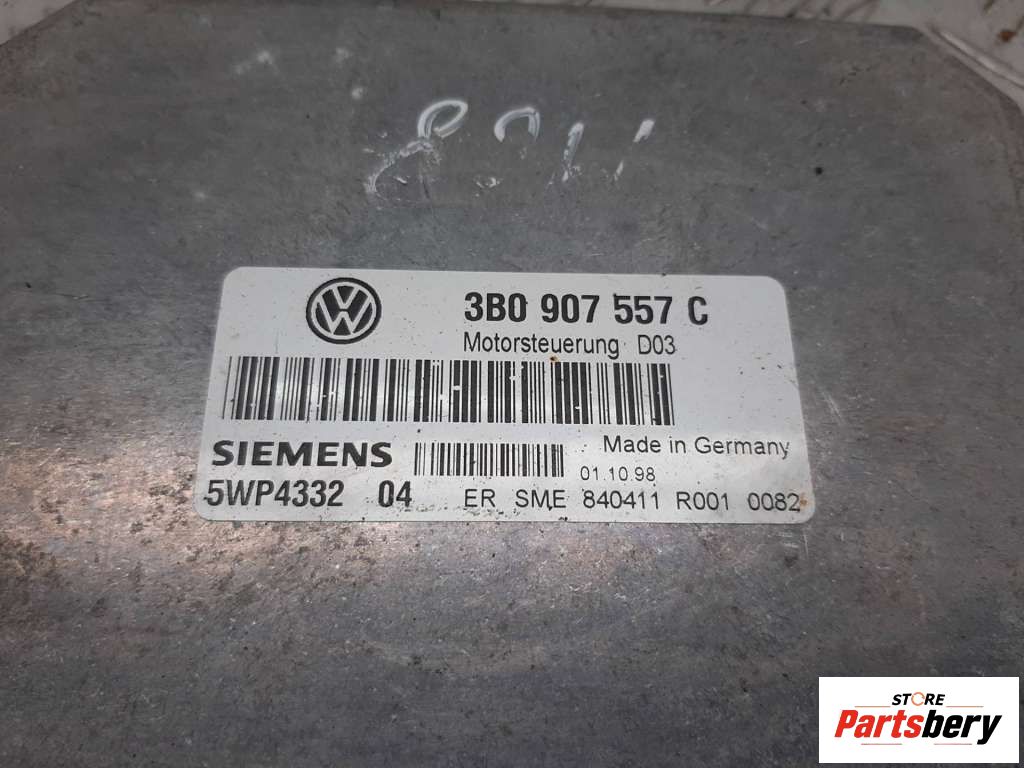 3B0 907 557 C
Motorsteuerung D03
SIEMENS
Made in Germany
01.10.98
5WP4332 04 ER SME 840411 R001 0082
STORE
Partsbery